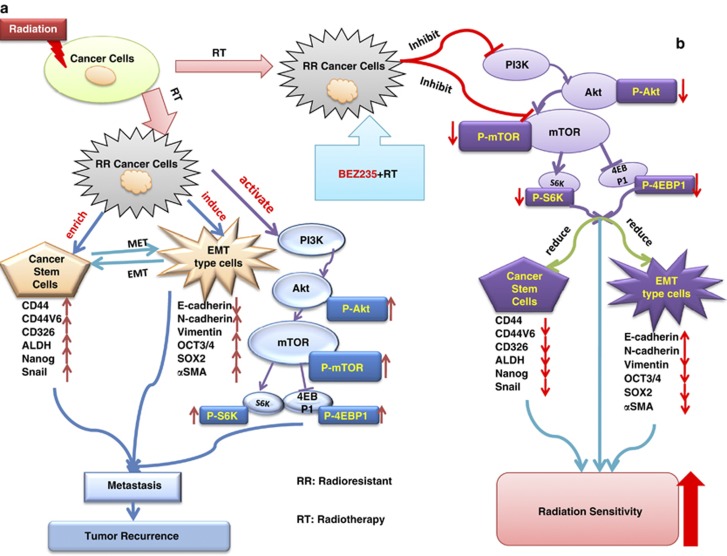 a
Radiation
Cancer Cells
RT
RT
RR Cancer Cells
enrich
induce
activate
Cancer
Stem
Cells
MET
EMT
EMT
type cells
CD44
CD44V6
CD326
ALDH
Nanog
Snail
E-cadherin
N-cadherin
Vimentin
OCT3/4
SOX2
αSMA
PI3K
Akt
P-Akt
mTOR
P-mTOR
S6K
4EB
P1
P-S6K
P-4EBP1
Metastasis
Tumor Recurrence
RR: Radioresistant
RT: Radiotherapy
b
RR Cancer Cells
BEZ235+RT
Inhibit
Inhibit
PI3K
Akt
P-Akt
P-mTOR
mTOR
S6K
4EB
P1
P-S6K
P-4EBP1
reduce
reduce
Cancer
Stem
Cells
EMT
type cells
CD44
CD44V6
CD326
ALDH
Nanog
Snail
E-cadherin
N-cadherin
Vimentin
OCT3/4
SOX2
αSMA
Radiation Sensitivity